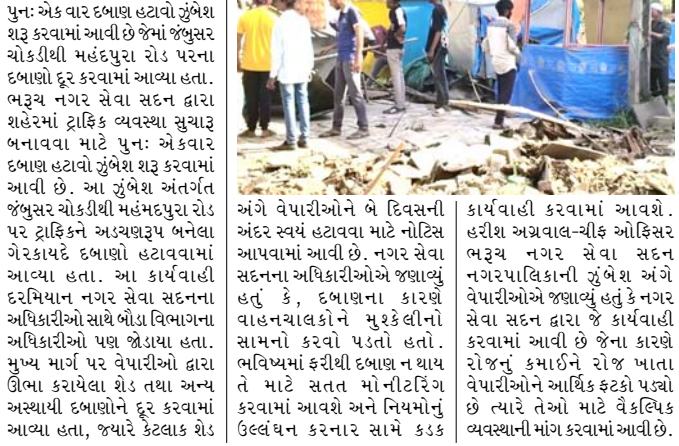 પુનઃ એક વાર દબાણ હટાવો ઝુંબેશ
શરૂ કરવામાં આવી છે જેમાં જંબુસર
ચોકડીથી મહંદપુરા રોડ પરના
દબાણો દૂર કરવામાં આવ્યા હતા.
ભરૂચ નગર સેવા સદન દ્વારા
શહેરમાં ટ્રાફિક વ્યવસ્થા સુચારૂ
બનાવવા માટે પુનઃ એકવાર
દબાણ હટાવો ઝુંબેશ શરૂ કરવામાં
આવી છે. આ ઝુંબેશ અંતર્ગત
જંબુસર ચોકડીથી મહંમદપુરા રોડ
પર ટ્રાફિકને અડચણરૂપ બનેલા
ગેરકાયદે દબાણો હટાવવામાં
આવ્યા હતા. આ કાર્યવાહી
દરમિયાન નગર સેવા સદનના
અધિકારીઓ સાથે બૌડા વિભાગના
અધિકારીઓ પણ જોડાયા હતા.
મુખ્ય માર્ગ પર વેપારીઓ દ્વારા
ઊભા કરાયેલા શેડ તથા અન્ય
અસ્થાયી દબાણોને દૂર કરવામાં
આવ્યા હતા, જ્યારે કેટલાક શેડ
અંગે વેપારીઓને બે દિવસની
અંદર સ્વયં હટાવવા માટે નોટિસ
આપવામાં આવી છે. નગર સેવા
સદનના અધિકારીઓએ જણાવ્યું
હતું કે, દબાણના કારણે
વાહનચાલકોને મુશ્કેલીનો
સામનો કરવો પડતો હતો.
ભવિષ્યમાં ફરીથી દબાણ ન થાય
તે માટે સતત મોનીટરિંગ
કરવામાં આવશે અને નિયમોનું
ઉલ્લંઘન કરનાર સામે કડક
કાર્યવાહી કરવામાં આવશે.
હરીશ અગ્રવાલ-ચીફ ઓફિસર
ભરૂચ નગર સેવા સદન
નગરપાલિકાની ઝુંબેશ અંગે
વેપારીઓએ જણાવ્યું હતું કે નગર
સેવા સદન દ્વારા જે કાર્યવાહી
કરવામાં આવી છે જેના કારણે
રોજનું કમાઈને રોજ ખાતા
વેપારીઓને આર્થિક ફટકો પડ્યો
છે ત્યારે તેઓ માટે વૈકલ્પિક
વ્યવસ્થાની માંગ કરવામાં આવી છે.